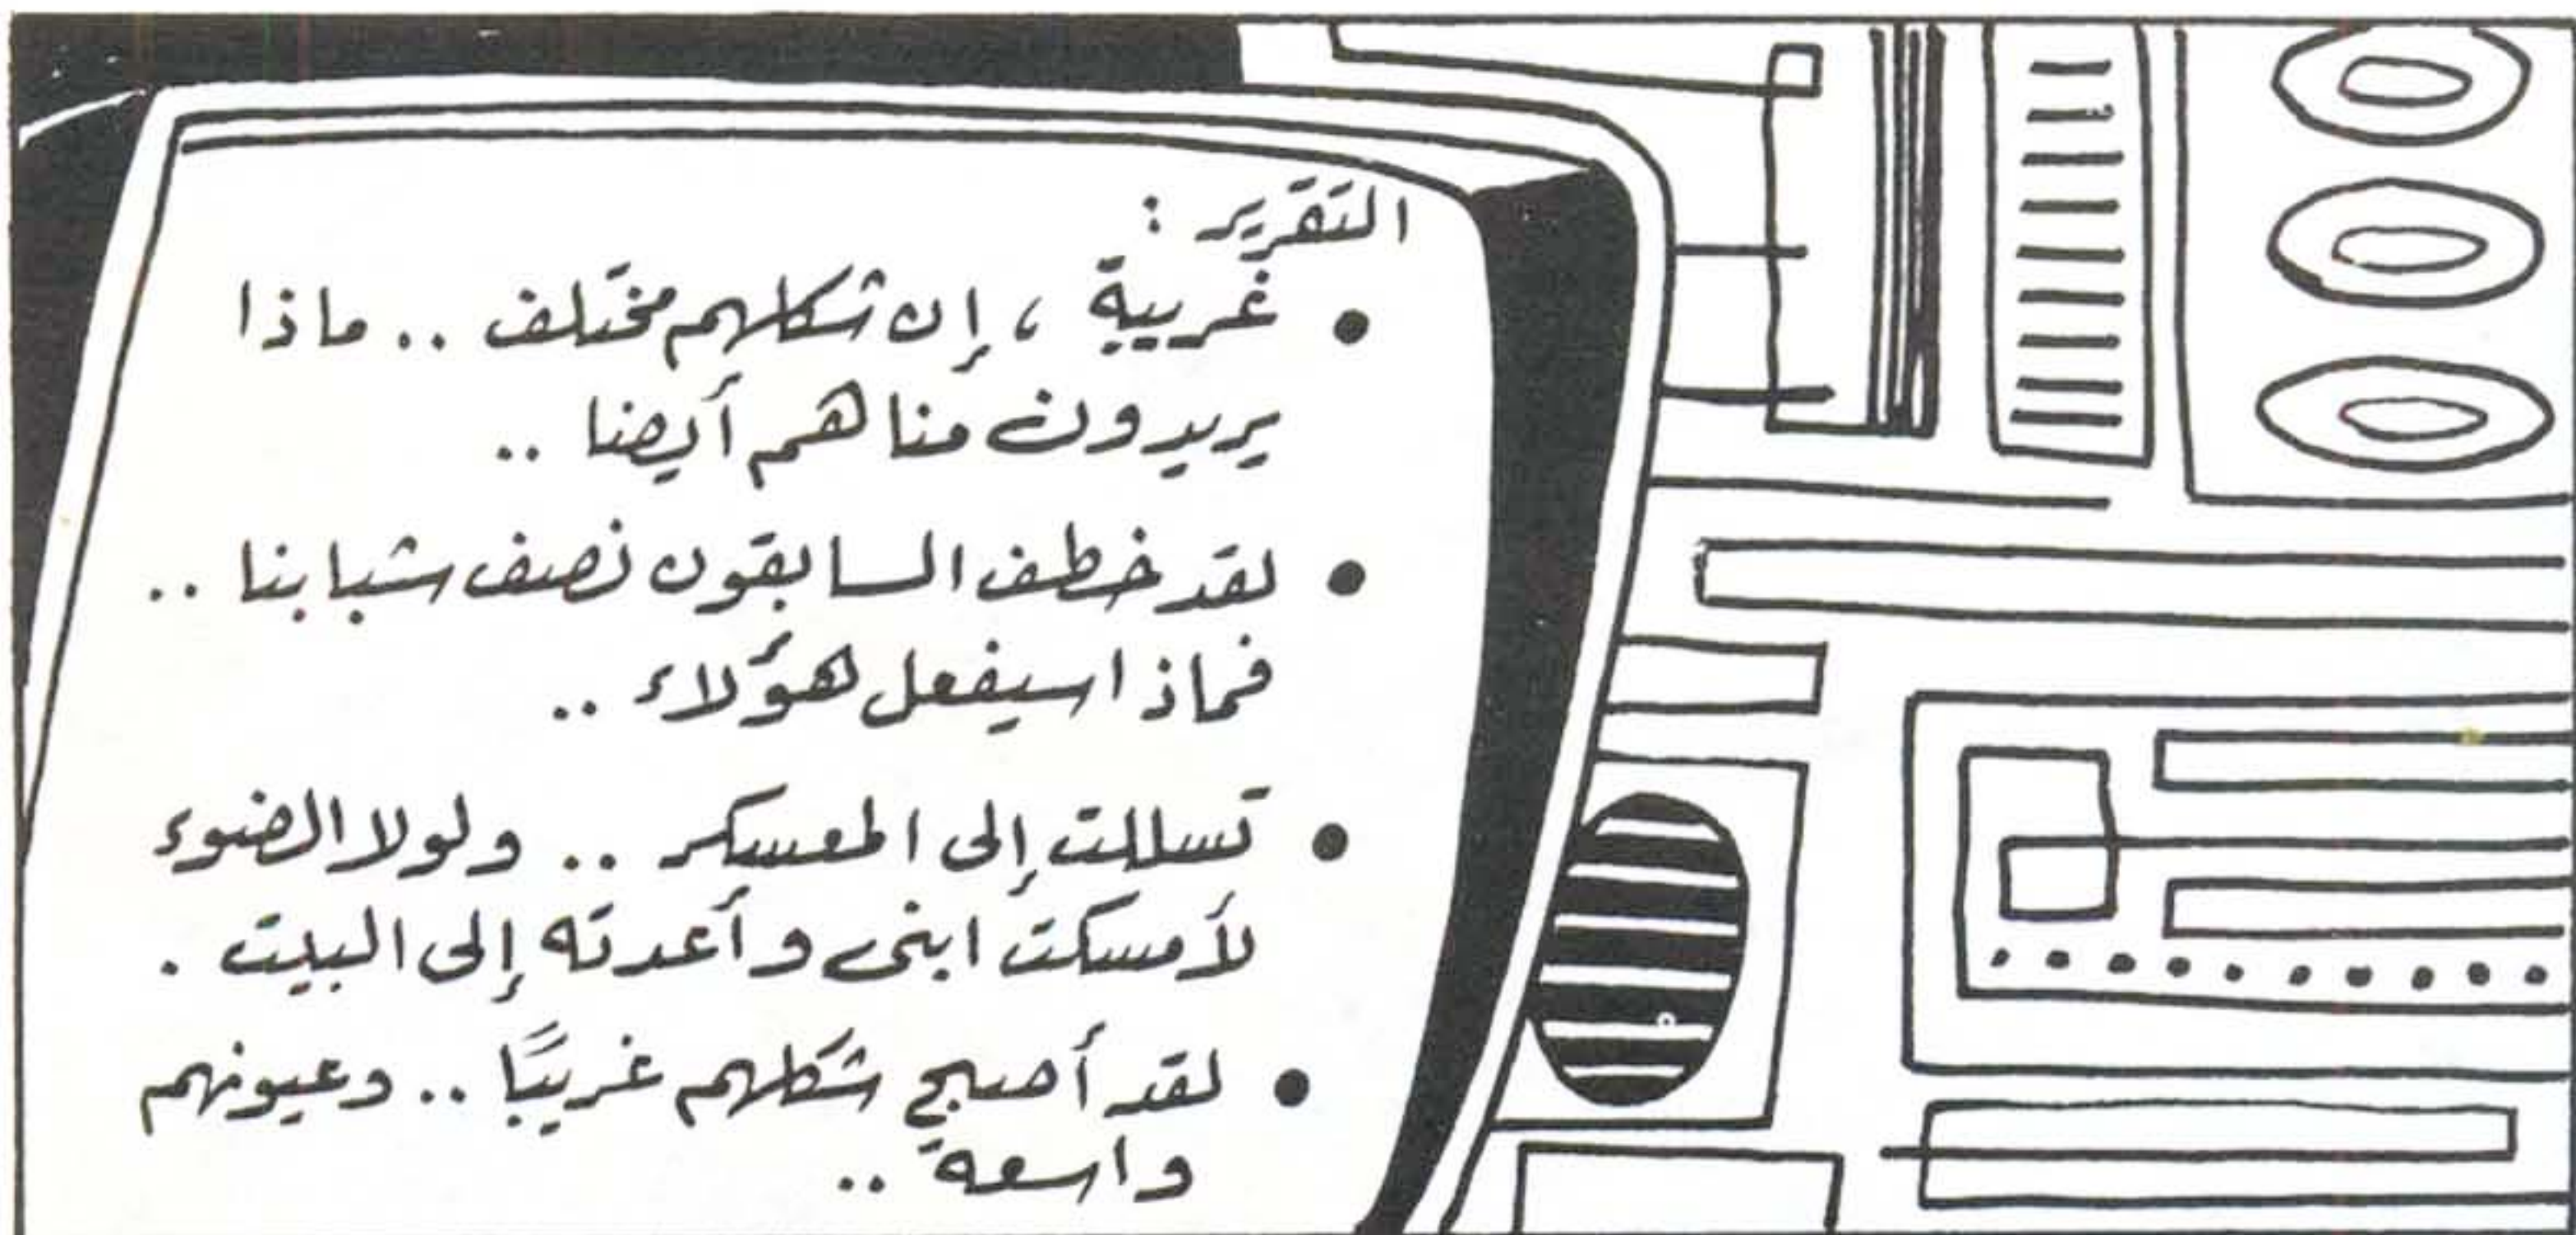 التقرير :
• غريبة ، إن شكلهم مختلف .. ماذا
يريدون منا هم أيضا ..
• لقد خطف السابقون نصف شبابنا ..
فماذا سيفعل هؤلاء ..
• تسللت إلى المعسكر .. ولولا الضوء
لأمسكت ابنى وأعدته إلى البيت .
• لقد أصبح شكلهم غريبًا .. وعيونهم
واسعة ..